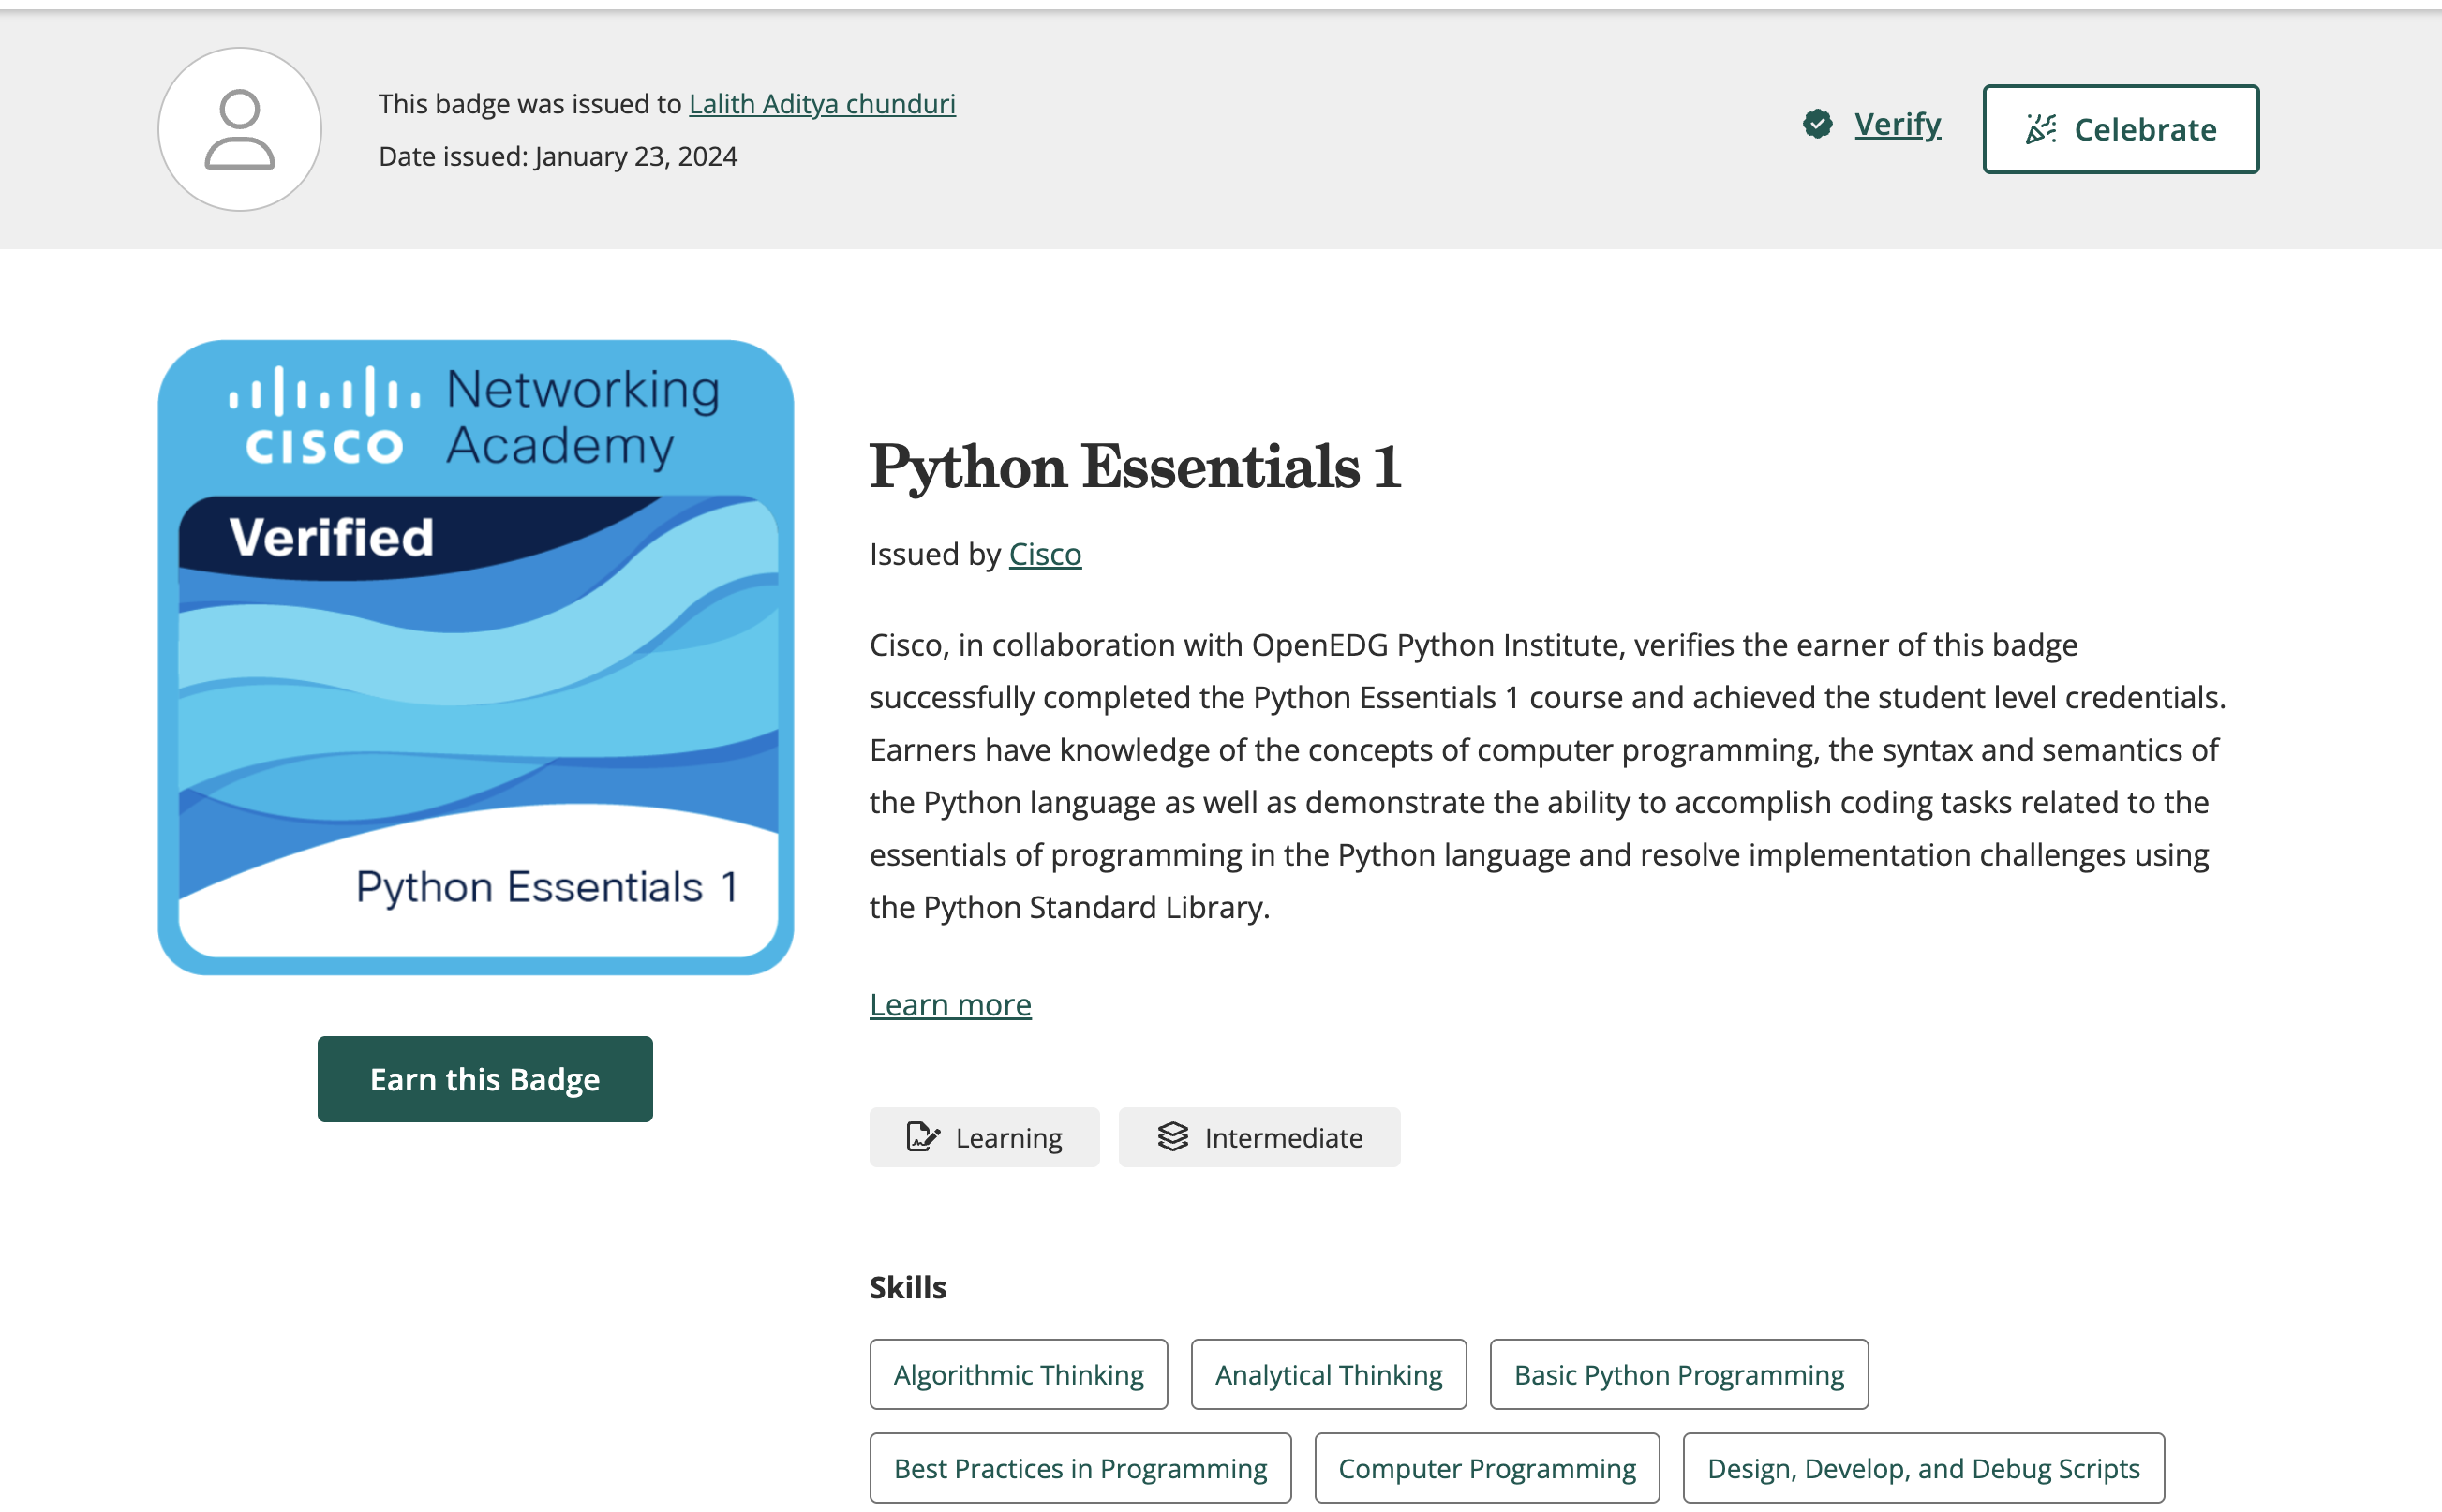 This badge was issued to Lalith Aditya chunduri
Date issued: January 23, 2024
Verify
Celebrate
CISCO
Networking
Academy
Verified
Python Essentials 1
Earn this Badge
Python Essentials 1
Issued by Cisco
Cisco, in collaboration with OpenEDG Python Institute, verifies the earner of this badge
successfully completed the Python Essentials 1 course and achieved the student level credentials.
Earners have knowledge of the concepts of computer programming, the syntax and semantics of
the Python language as well as demonstrate the ability to accomplish coding tasks related to the
essentials of programming in the Python language and resolve implementation challenges using
the Python Standard Library.
Learn more
Learning
Intermediate
Skills
Algorithmic Thinking
Analytical Thinking
Basic Python Programming
Best Practices in Programming
Computer Programming
Design, Develop, and Debug Scripts